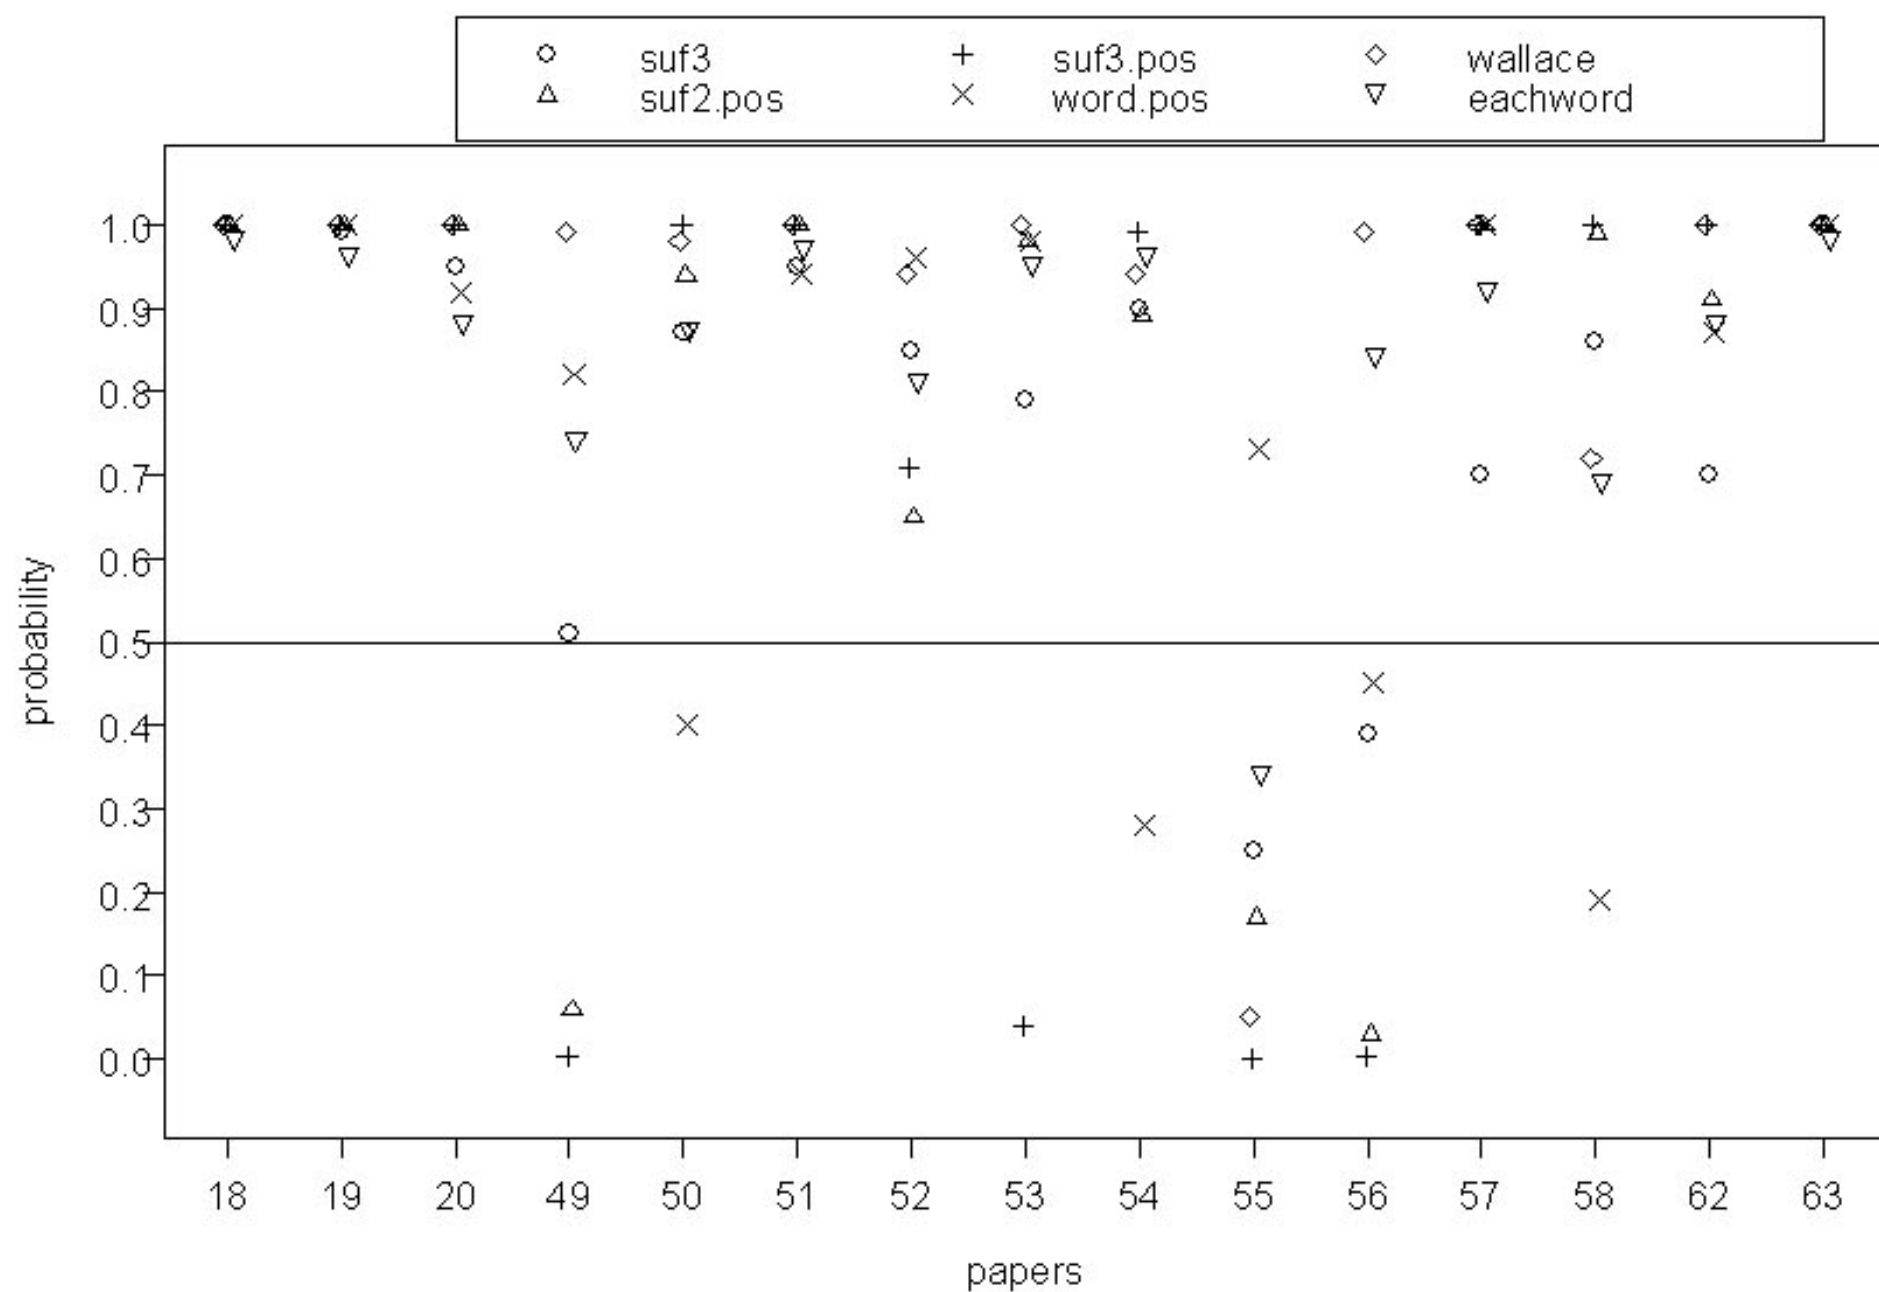 suf3 suf3.pos wallace
suf2.pos word.pos eachword
1.0
0.9
0.8
0.7
0.6
0.5
0.4
0.3
0.2
0.1
0.0
probability
18 19 20 49 50 51 52 53 54 55 56 57 58 62 63
papers